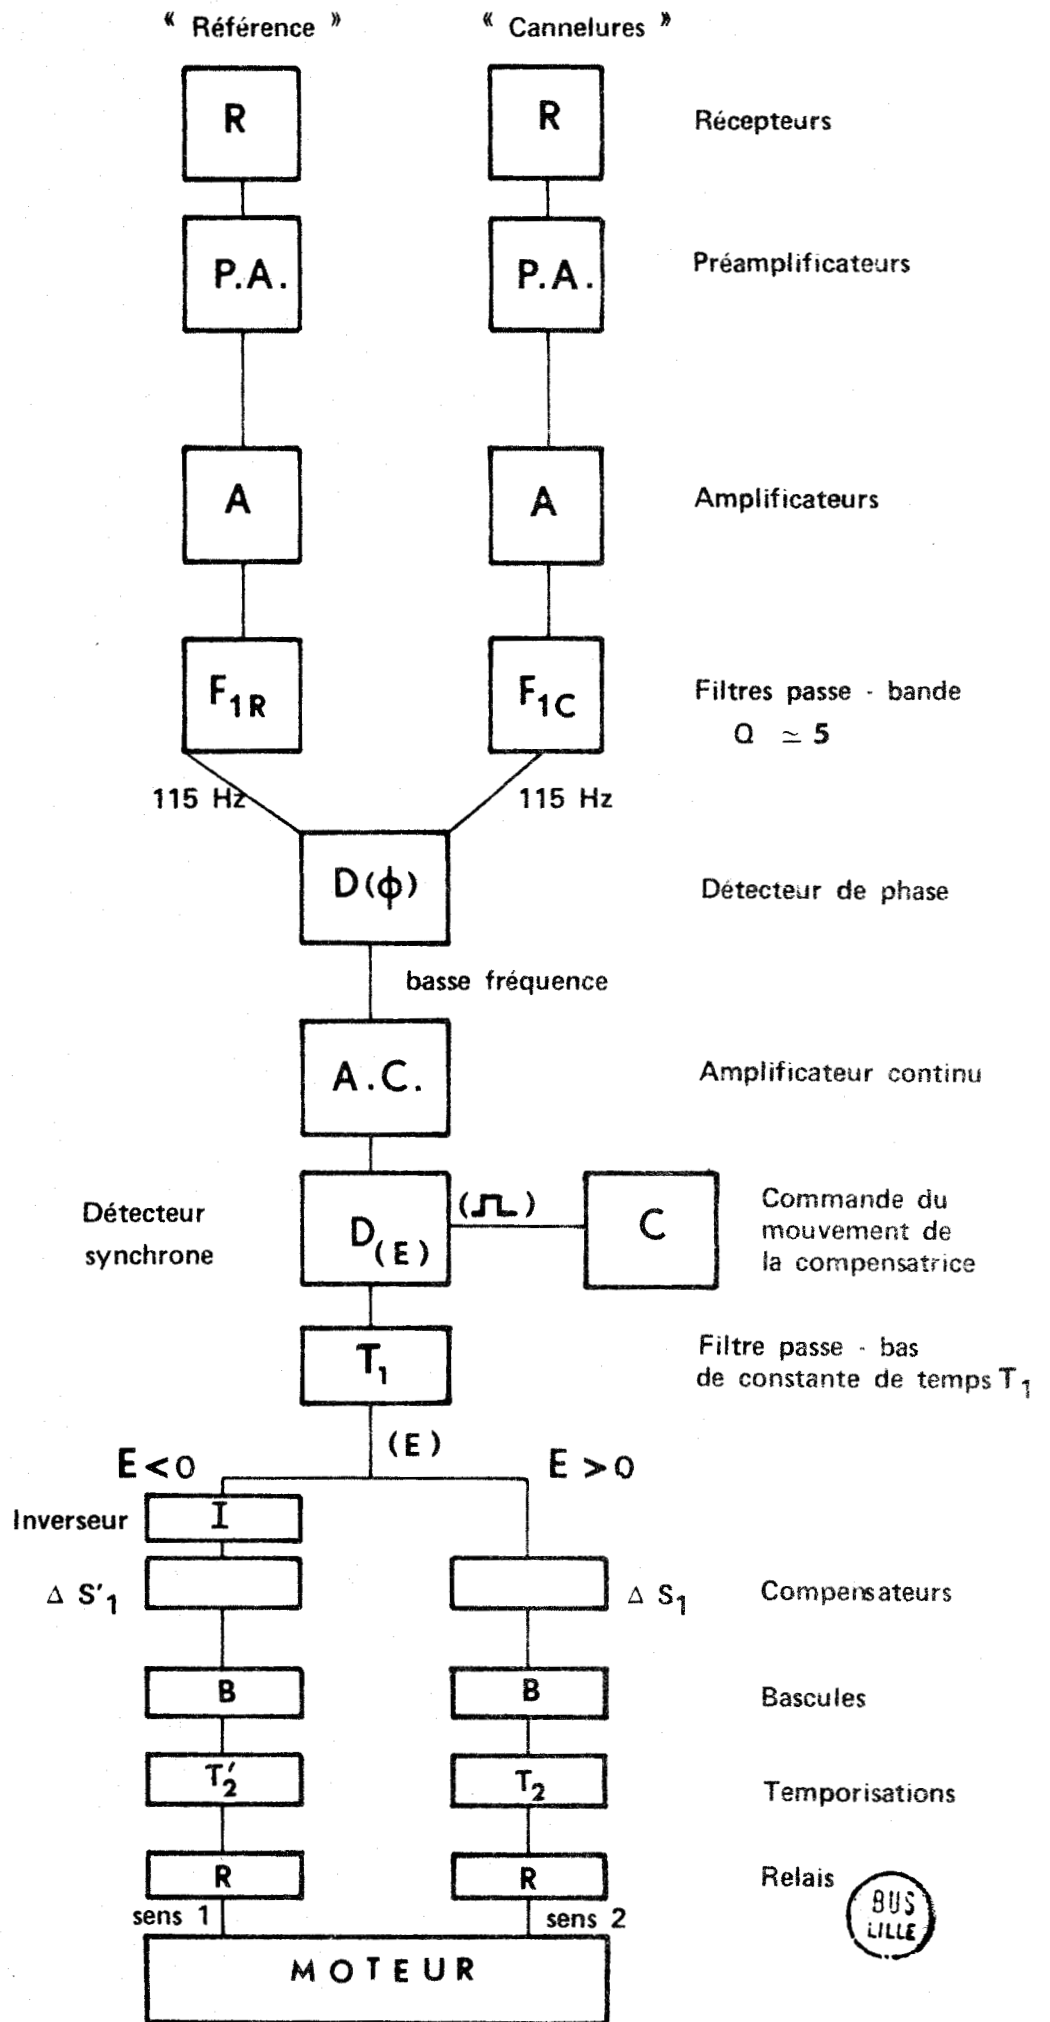 « Référence » « Cannelures »
R R Récepteurs
P.A. P.A. Préamplificateurs
A A Amplificateurs
F1R F1C Filtres passe - bande
Q ≃ 5
115 Hz 115 Hz
D(ϕ) Détecteur de phase
basse fréquence
A.C. Amplificateur continu
Détecteur
synchrone
D(E) (⎍) C
Commande du
mouvement de
la compensatrice
T1
Filtre passe - bas
de constante de temps T1
(E)
E < 0 E > 0
Inverseur I
Δ S'1 Δ S1 Compensateurs
B B Bascules
T'2 T2 Temporisations
R R Relais
BUS
LILLE
sens 1 sens 2
MOTEUR